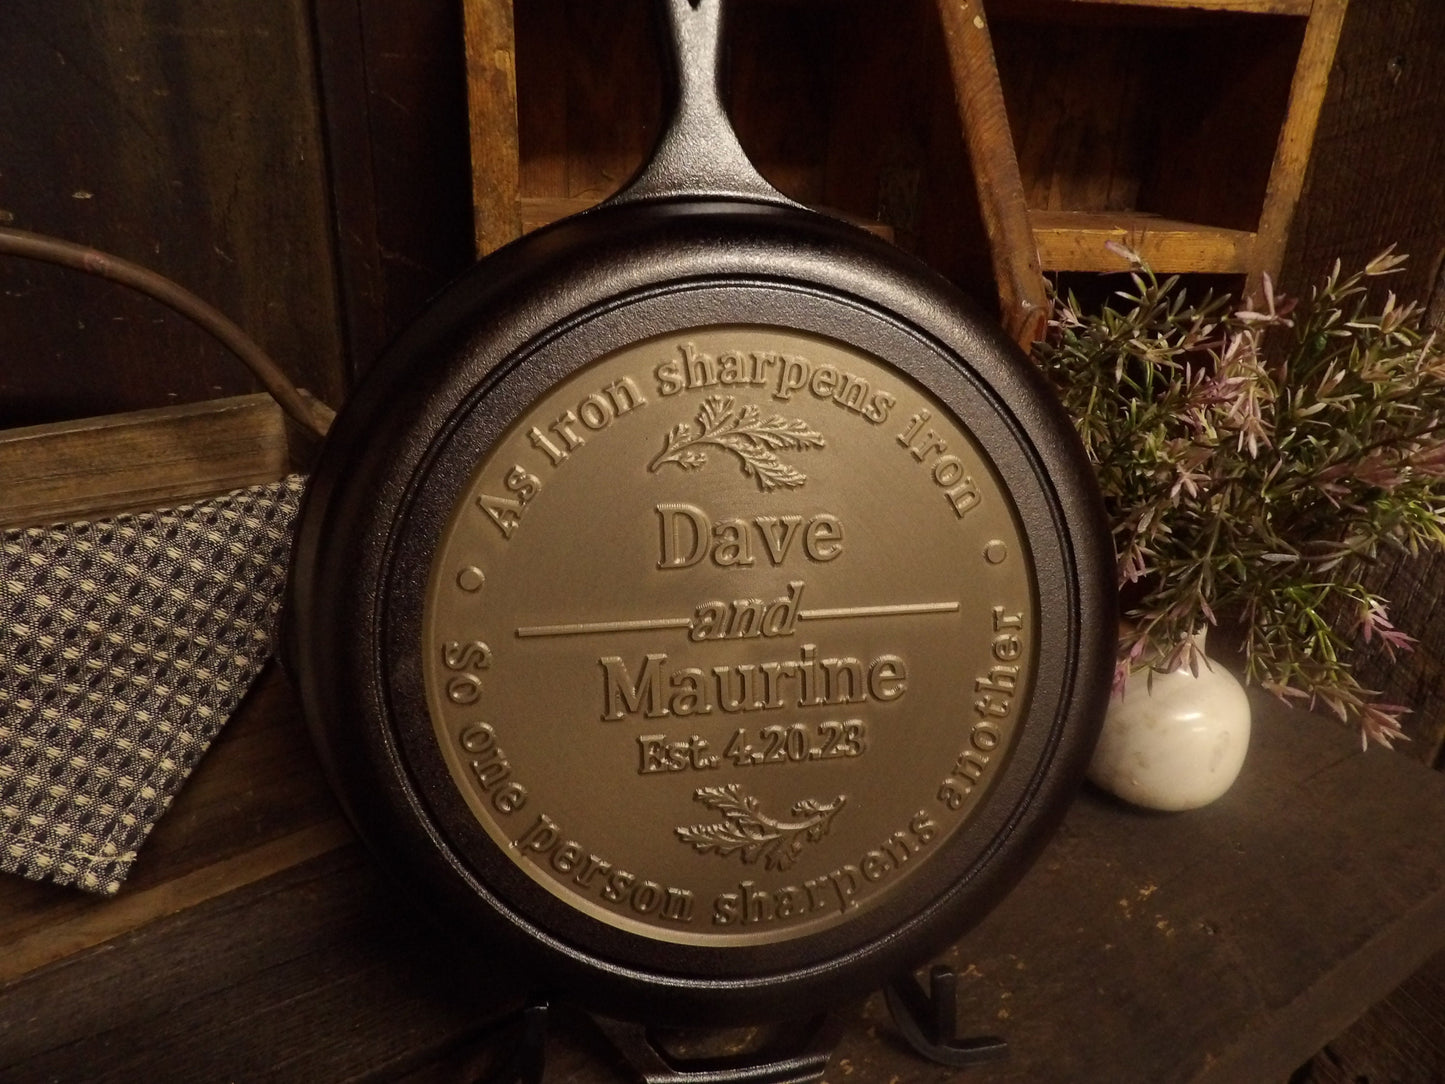 As iron sharpens iron
Dave
and
Maurine
Est. 4.20.23
So one person sharpens another